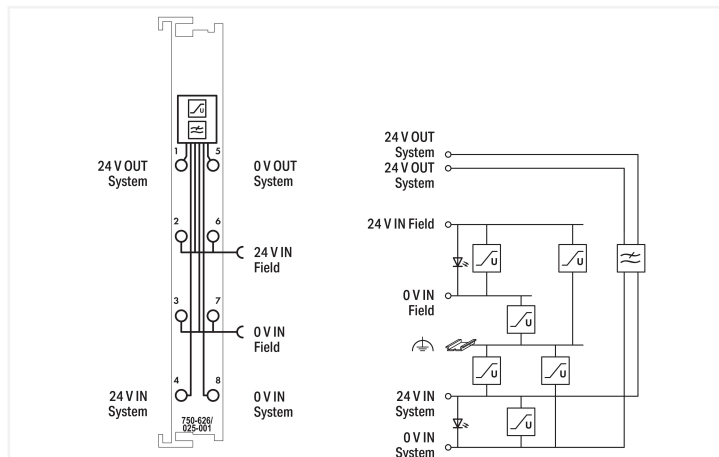 1
5
24 V OUT
System
0 V OUT
System
2
6
24 V IN
Field
3
7
0 V IN
Field
4
8
24 V IN
System
0 V IN
System
750-626/
025-001
U
24 V OUT
System
24 V OUT
System
24 V IN Field
U
U
0 V IN
Field
U
U
U
24 V IN
System
U
0 V IN
System